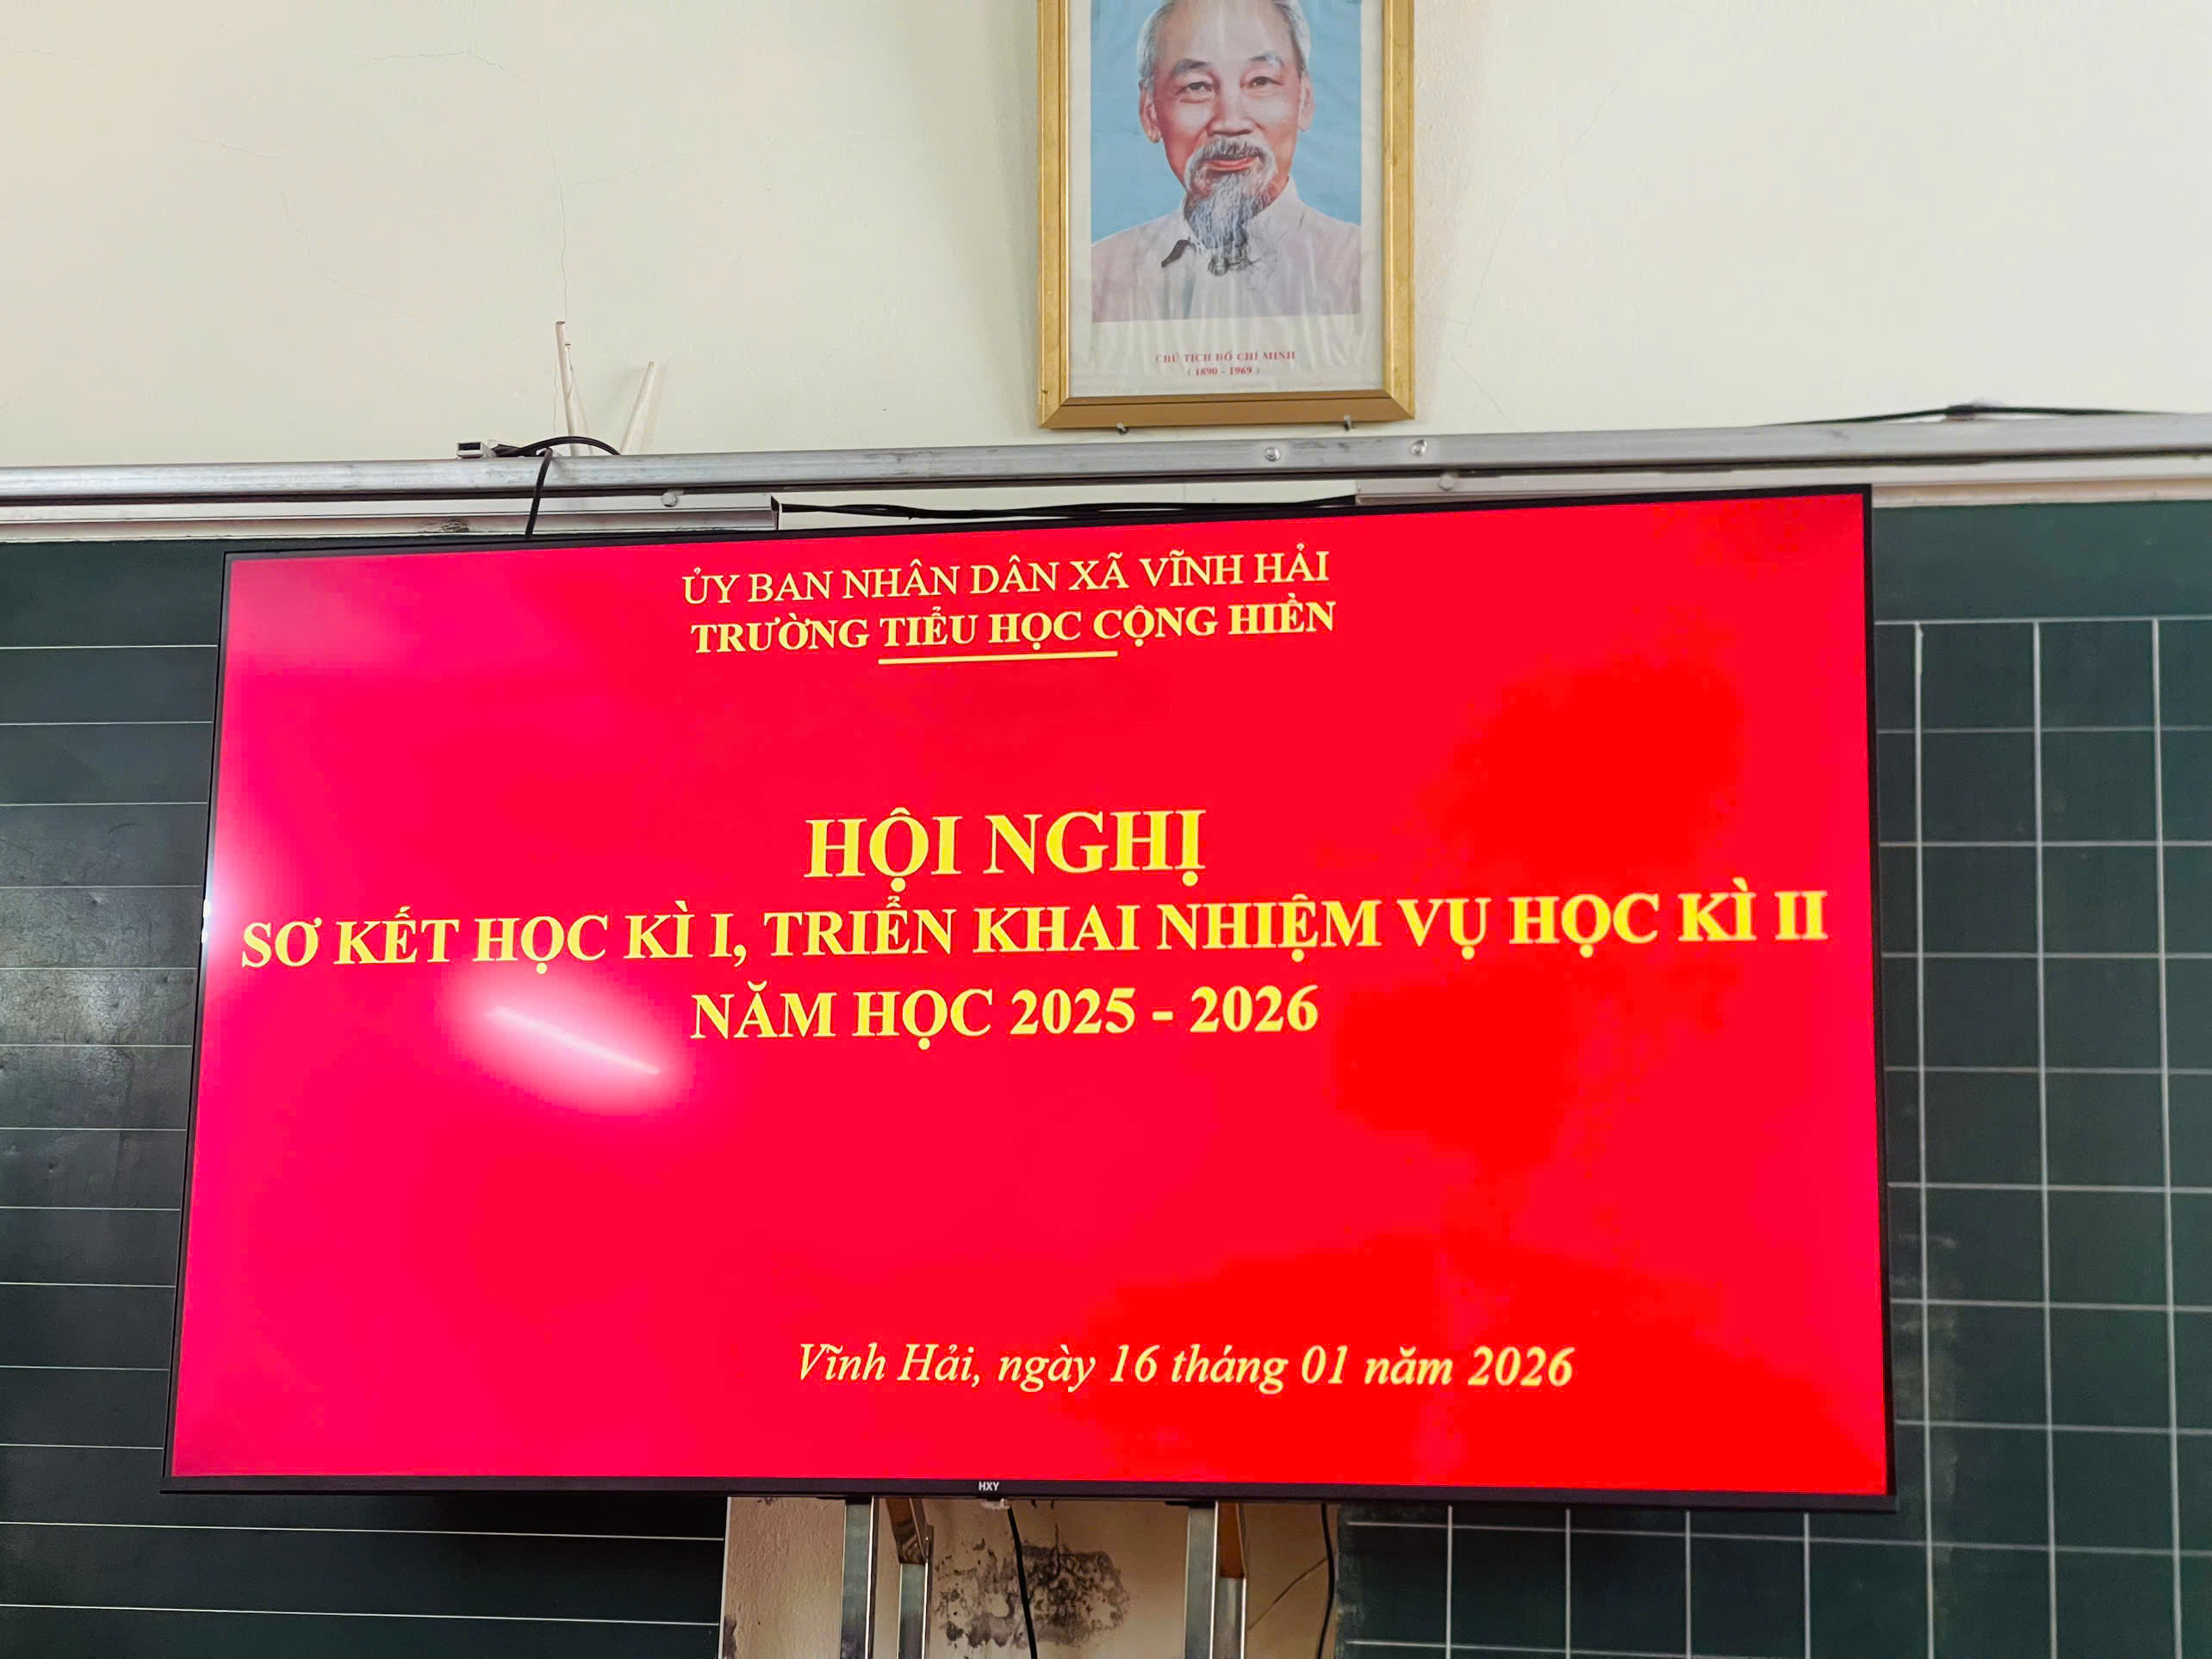 CHỦ TỊCH HỒ CHÍ MINH
( 1890 - 1969 )
ỦY BAN NHÂN DÂN XÃ VĨNH HẢI
TRƯỜNG TIỂU HỌC CỘNG HIỀN
HỘI NGHỊ
SƠ KẾT HỌC KÌ I, TRIỂN KHAI NHIỆM VỤ HỌC KÌ II
NĂM HỌC 2025 - 2026
Vĩnh Hải, ngày 16 tháng 01 năm 2026
HXY